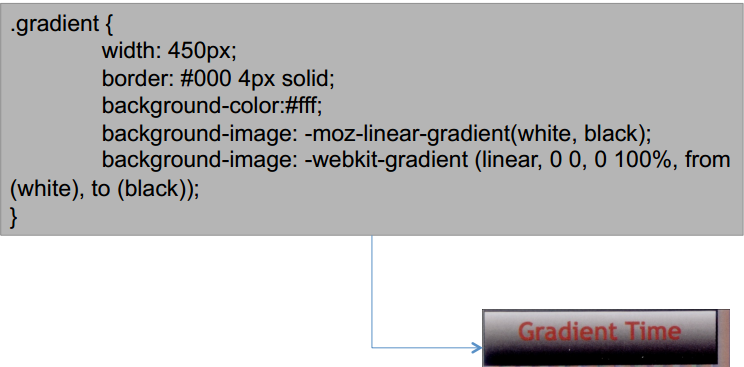 .gradient {
width: 450px;
border: #000 4px solid;
background-color:#fff;
background-image: -moz-linear-gradient(white, black);
background-image: -webkit-gradient (linear, 0 0, 0 100%, from
(white), to (black));
}
Gradient Time